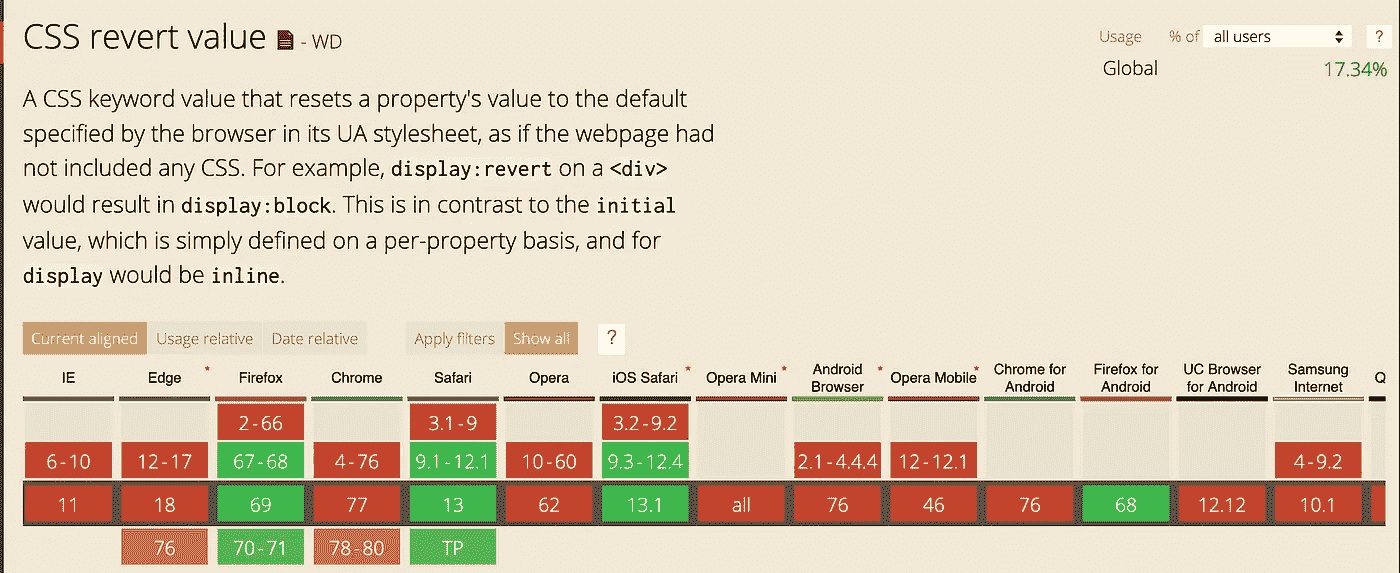 CSS revert value - WD
Usage % of all users ?
Global 17.34%
A CSS keyword value that resets a property's value to the default
specified by the browser in its UA stylesheet, as if the webpage had
not included any CSS. For example, display:revert on a <div>
would result in display:block. This is in contrast to the initial
value, which is simply defined on a per-property basis, and for
display would be inline.
Current aligned Usage relative Date relative Apply filters Show all ?
IE Edge * Firefox Chrome Safari Opera iOS Safari * Opera Mini Android Browser * Opera Mobile * Chrome for Android Firefox for Android UC Browser for Android Samsung Internet Q
2-66 3.1-9 3.2-9.2
6-10 12-17 67-68 4-76 9.1-12.1 10-60 9.3-12.4 2.1-4.4.4 12-12.1 4-9.2
11 18 69 77 13 62 13.1 all 76 46 76 68 12.12 10.1
76 70-71 78-80 TP